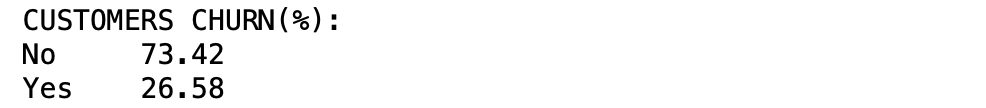 CUSTOMERS CHURN(%):
No     73.42
Yes    26.58